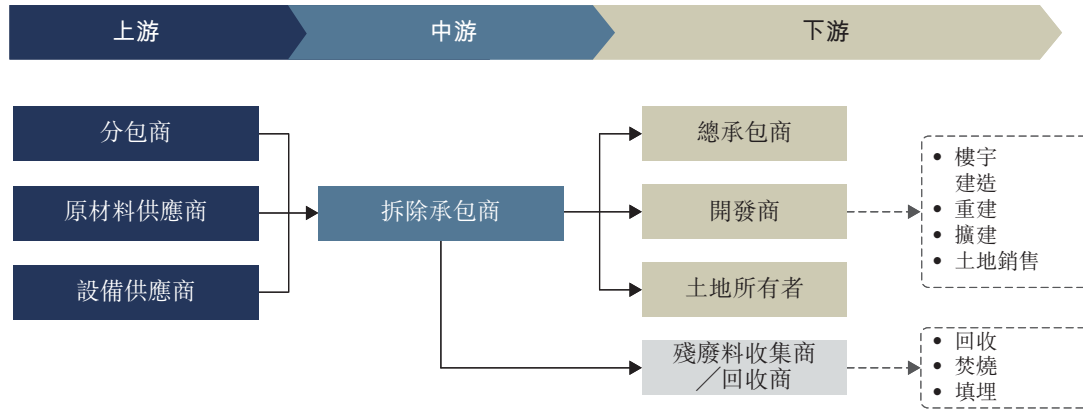 上游
中游
下游
分包商
原材料供應商
設備供應商
拆除承包商
總承包商
開發商
土地所有者
殘廢料收集商
／回收商
• 樓宇
建造
• 重建
• 擴建
• 土地銷售
• 回收
• 焚燒
• 填埋